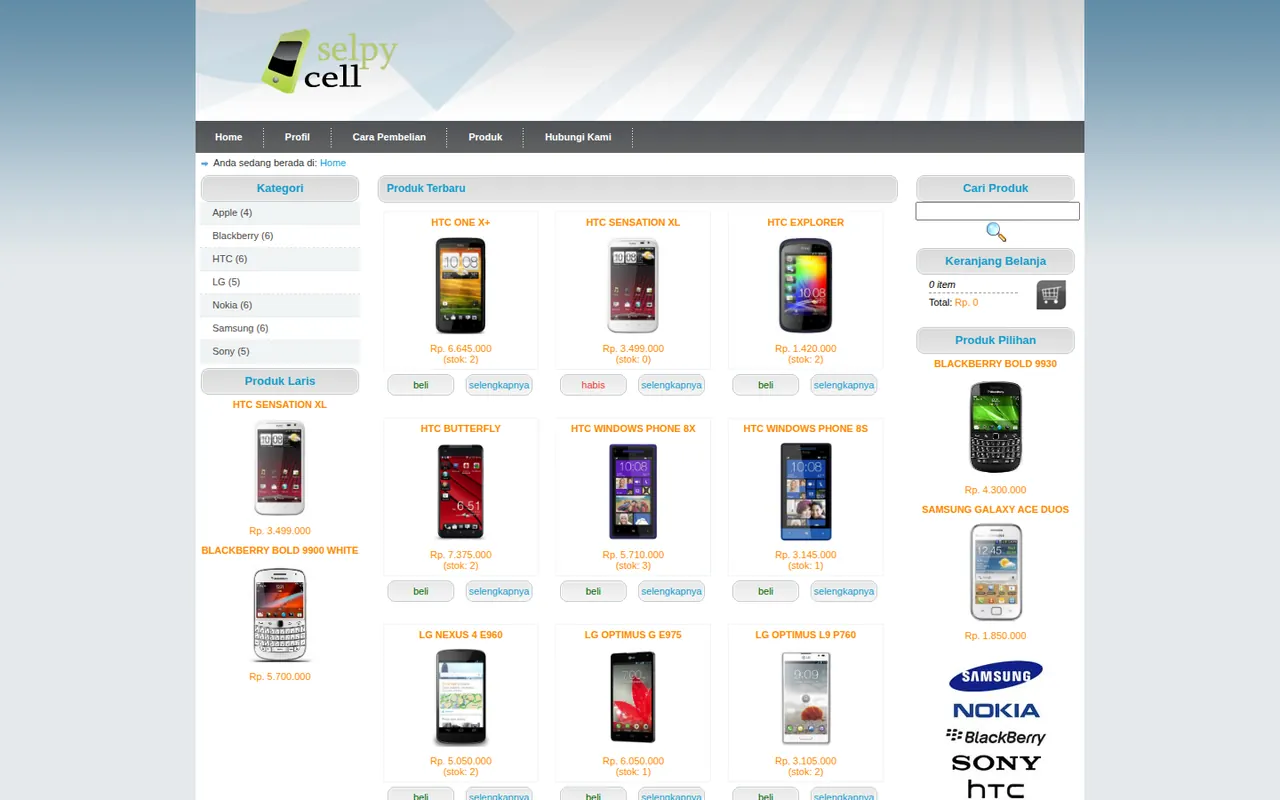 selpy
cell
Home
Profil
Cara Pembelian
Produk
Hubungi Kami
Anda sedang berada di: Home
Kategori
Apple (4)
Blackberry (6)
HTC (6)
LG (5)
Nokia (6)
Samsung (6)
Sony (5)
Produk Laris
HTC SENSATION XL
Rp. 3.499.000
BLACKBERRY BOLD 9900 WHITE
Rp. 5.700.000
Produk Terbaru
HTC ONE X+
Rp. 6.645.000
(stok: 2)
beli
selengkapnya
HTC SENSATION XL
Rp. 3.499.000
(stok: 0)
habis
selengkapnya
HTC EXPLORER
Rp. 1.420.000
(stok: 2)
beli
selengkapnya
HTC BUTTERFLY
Rp. 7.375.000
(stok: 2)
beli
selengkapnya
HTC WINDOWS PHONE 8X
Rp. 5.710.000
(stok: 3)
beli
selengkapnya
HTC WINDOWS PHONE 8S
Rp. 3.145.000
(stok: 1)
beli
selengkapnya
LG NEXUS 4 E960
Rp. 5.050.000
(stok: 2)
beli
selengkapnya
LG OPTIMUS G E975
Rp. 6.050.000
(stok: 1)
beli
selengkapnya
LG OPTIMUS L9 P760
Rp. 3.105.000
(stok: 2)
beli
selengkapnya
Cari Produk
Keranjang Belanja
0 item
Total: Rp. 0
Produk Pilihan
BLACKBERRY BOLD 9930
Rp. 4.300.000
SAMSUNG GALAXY ACE DUOS
Rp. 1.850.000
SAMSUNG
NOKIA
BlackBerry
SONY
hTC